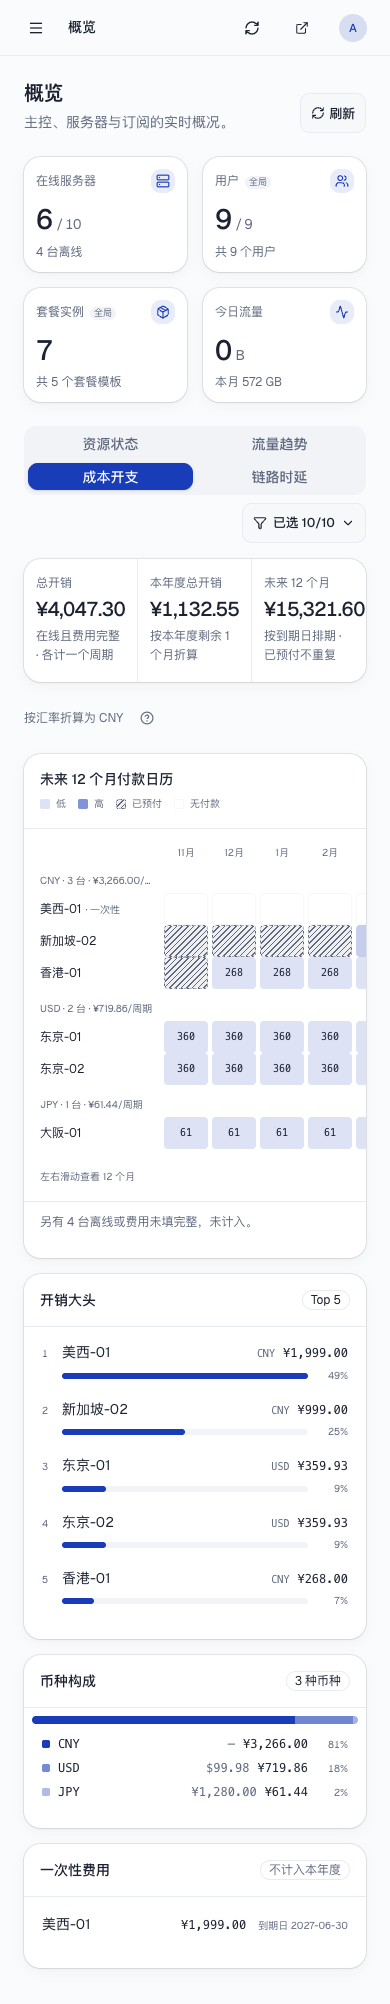 概览
A
概览
主控、服务器与订阅的实时概况。
刷新
在线服务器
6 / 10
4 台离线
用户 全局
9 / 9
共 9 个用户
套餐实例 全局
7
共 5 个套餐模板
今日流量
0 B
本月 572 GB
资源状态
流量趋势
成本开支
链路时延
已选 10/10
总开销
¥4,047.30
在线且费用完整
· 各计一个周期
本年度总开销
¥1,132.55
按本年度剩余 1
个月折算
未来 12 个月
¥15,321.60
按到期日排期 ·
已预付不重复
按汇率折算为 CNY
未来 12 个月付款日历
低 高 已预付 无付款
11月 12月 1月 2月
CNY · 3 台 · ¥3,266.00/...
美西-01 · 一次性
新加坡-02
香港-01 268 268 268
USD · 2 台 · ¥719.86/周期
东京-01 360 360 360 360
东京-02 360 360 360 360
JPY · 1 台 · ¥61.44/周期
大阪-01 61 61 61 61
左右滑动查看 12 个月
另有 4 台离线或费用未填完整，未计入。
开销大头 Top 5
1 美西-01 CNY ¥1,999.00
49%
2 新加坡-02 CNY ¥999.00
25%
3 东京-01 USD ¥359.93
9%
4 东京-02 USD ¥359.93
9%
5 香港-01 CNY ¥268.00
7%
币种构成 3 种币种
CNY — ¥3,266.00 81%
USD $99.98 ¥719.86 18%
JPY ¥1,280.00 ¥61.44 2%
一次性费用 不计入本年度
美西-01 ¥1,999.00 到期日 2027-06-30